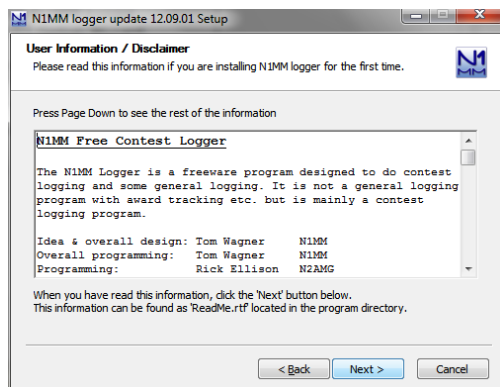 N1MM logger update 12.09.01 Setup
User Information / Disclaimer
Please read this information if you are installing N1MM logger for the first time.
N1
MM
Press Page Down to see the rest of the information
N1MM Free Contest Logger
The N1MM Logger is a freeware program designed to do contest
logging and some general logging. It is not a general logging
program with award tracking etc. but is mainly a contest
logging program.
Idea & overall design: Tom Wagner N1MM
Overall programming: Tom Wagner N1MM
Programming: Rick Ellison N2AMG
When you have read this information, click the 'Next' button below.
This information can be found as 'ReadMe.rtf' located in the program directory.
< Back Next > Cancel